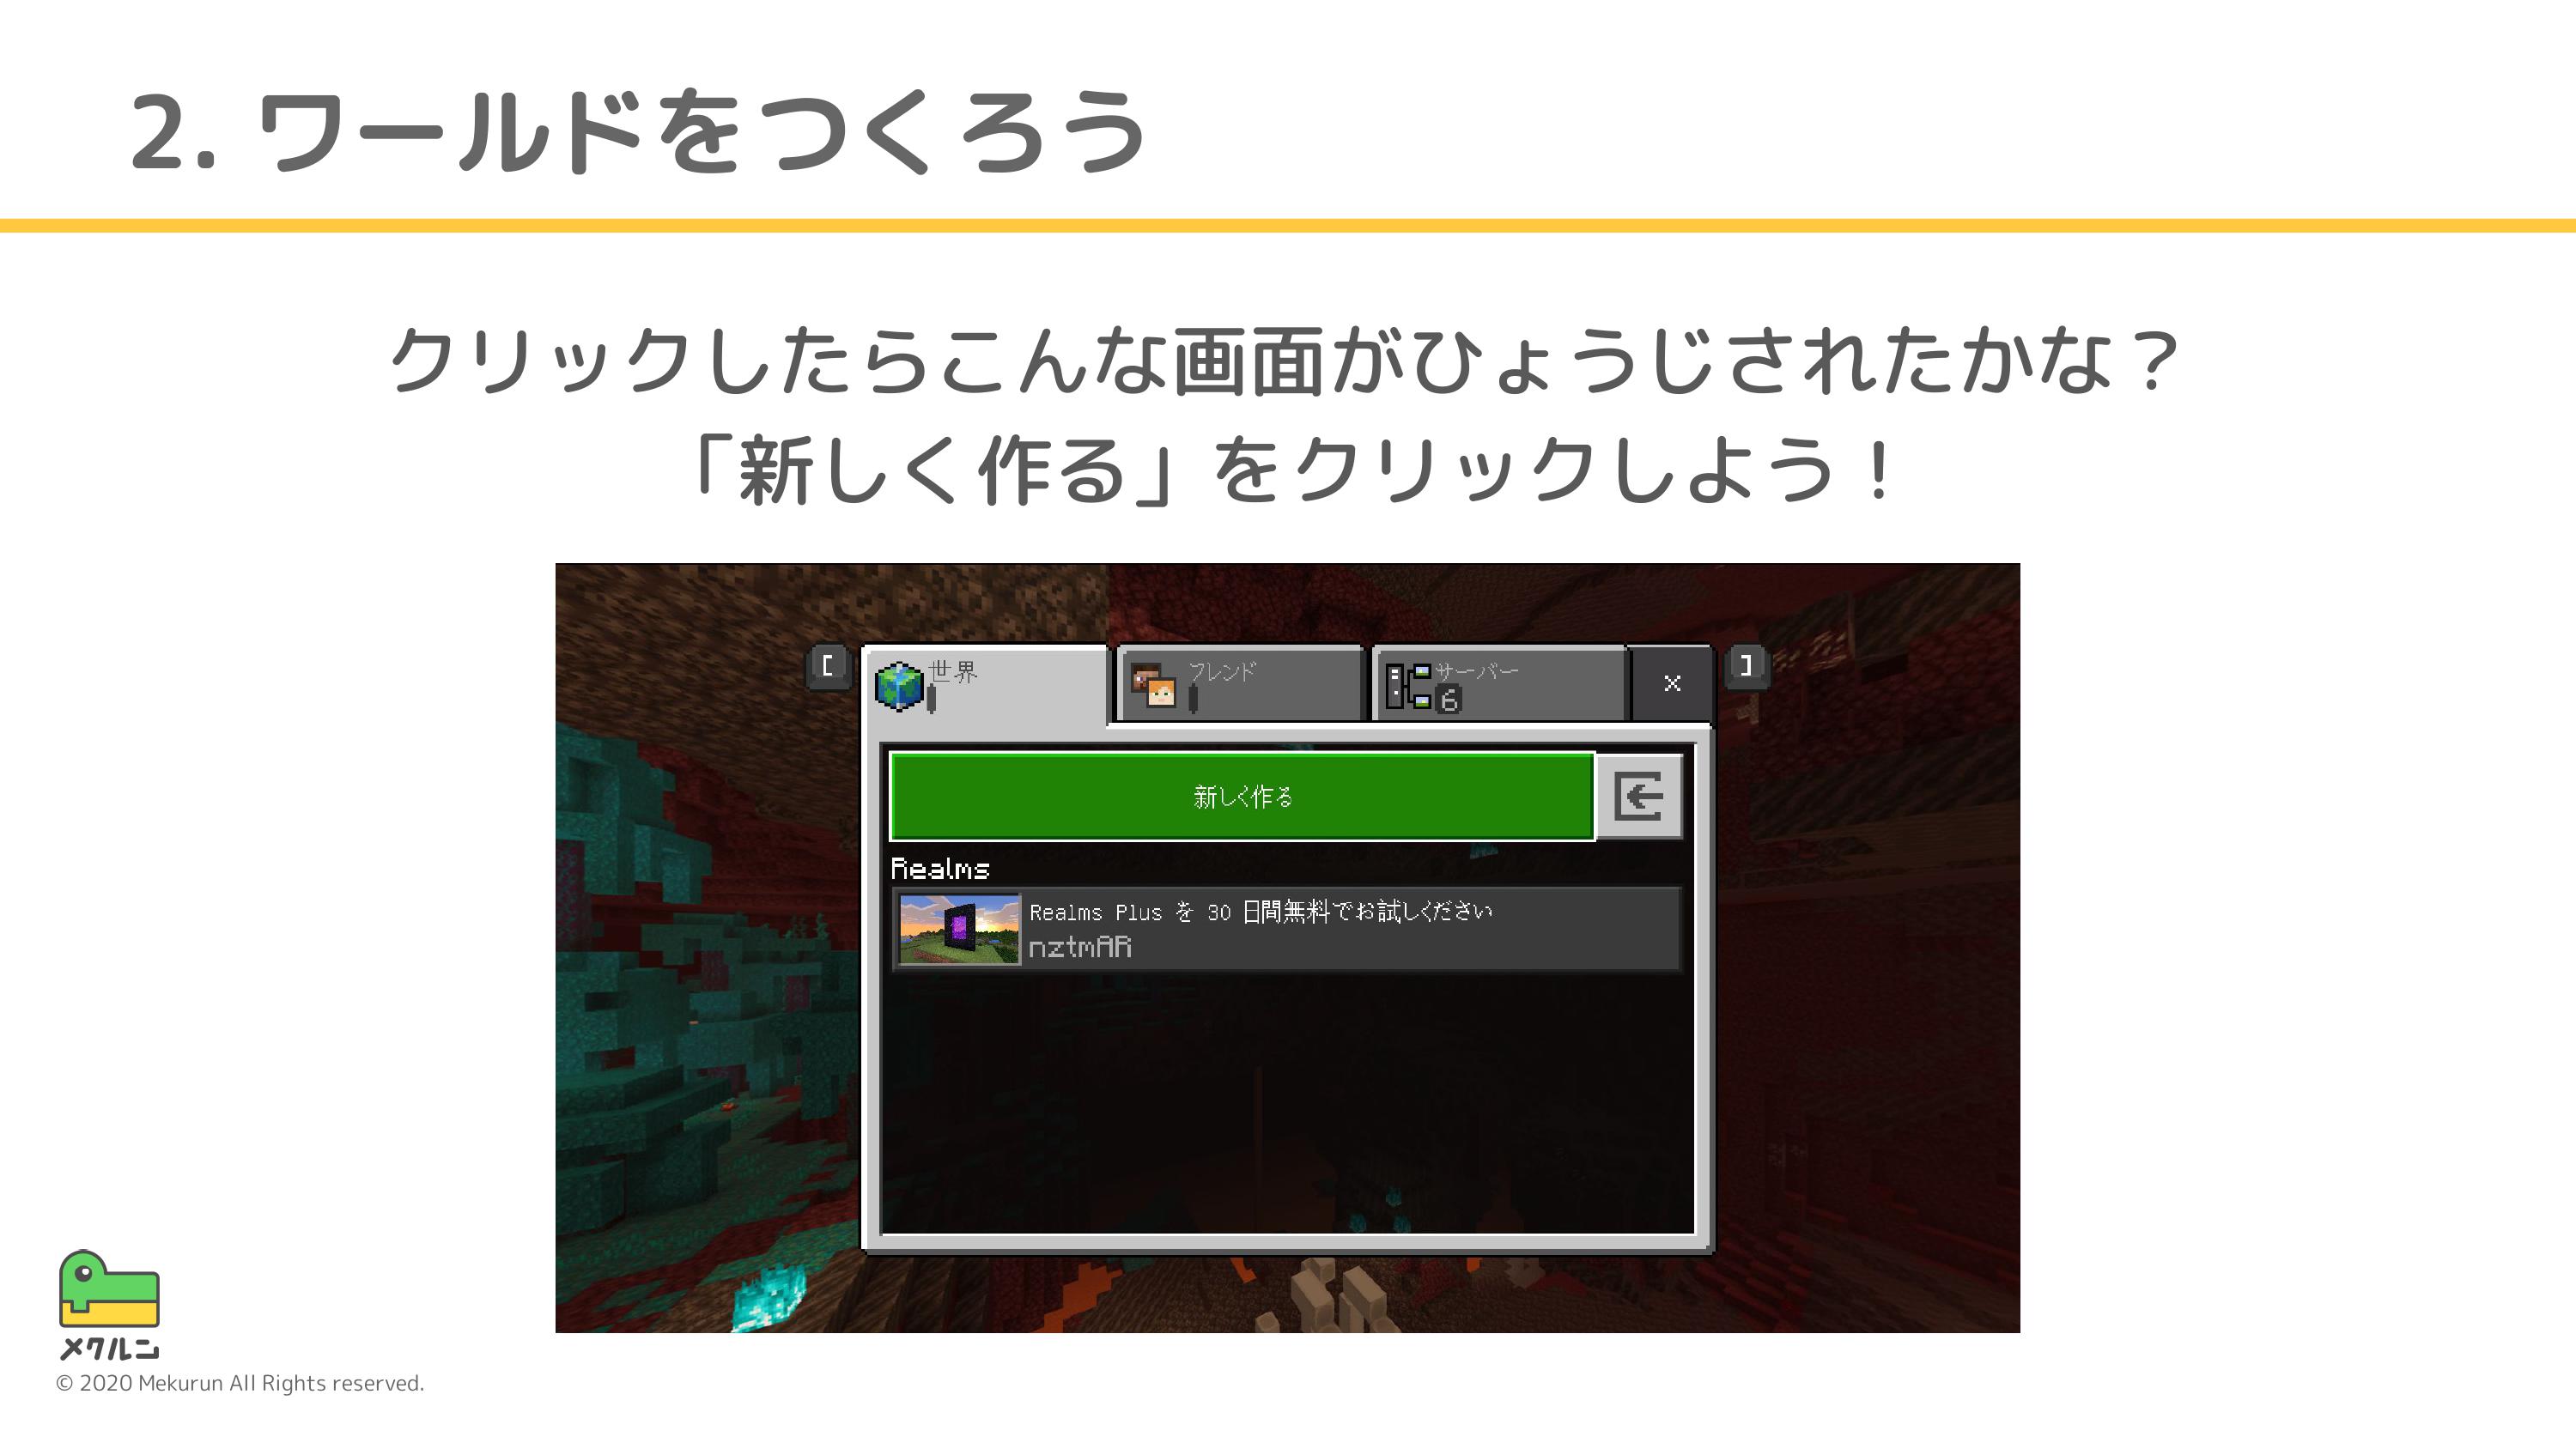 2. ワールドをつくろう
クリックしたらこんな画面がひょうじされたかな？
「新しく作る」をクリックしよう！
[
世界
フレンド
サーバー
6
×
]
新しく作る
Realms
Realms Plus を 30 日間無料でお試しください
nztmAR
メクルン
© 2020 Mekurun All Rights reserved.